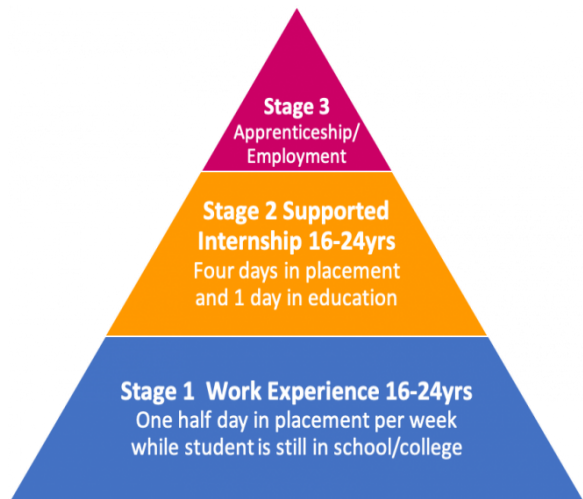 Stage 3
Apprenticeship/
Employment
Stage 2 Supported
Internship 16-24yrs
Four days in placement
and 1 day in education
Stage 1 Work Experience 16-24yrs
One half day in placement per week
while student is still in school/college